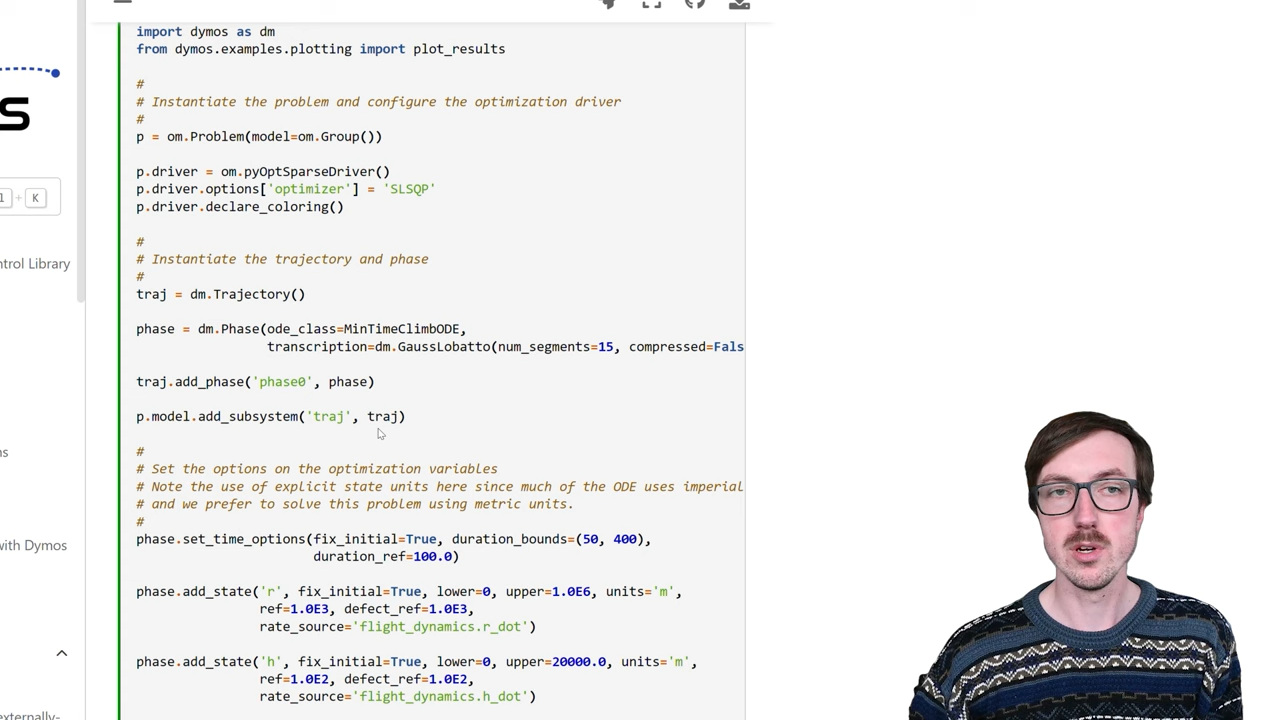 import dymos as dm
from dymos.examples.plotting import plot_results
#
# Instantiate the problem and configure the optimization driver
#
p = om.Problem(model=om.Group())
p.driver = om.pyOptSparseDriver()
p.driver.options['optimizer'] = 'SLSQP'
p.driver.declare_coloring()
#
# Instantiate the trajectory and phase
#
traj = dm.Trajectory()
phase = dm.Phase(ode_class=MinTimeClimbODE,
transcription=dm.GaussLobatto(num_segments=15, compressed=Fals
traj.add_phase('phase0', phase)
p.model.add_subsystem('traj', traj)
#
# Set the options on the optimization variables
# Note the use of explicit state units here since much of the ODE uses imperial
# and we prefer to solve this problem using metric units.
#
phase.set_time_options(fix_initial=True, duration_bounds=(50, 400),
duration_ref=100.0)
phase.add_state('r', fix_initial=True, lower=0, upper=1.0E6, units='m',
ref=1.0E3, defect_ref=1.0E3,
rate_source='flight_dynamics.r_dot')
phase.add_state('h', fix_initial=True, lower=0, upper=20000.0, units='m',
ref=1.0E2, defect_ref=1.0E2,
rate_source='flight_dynamics.h_dot')
s
+ K
ntrol Library
ns
with Dymos
externally-